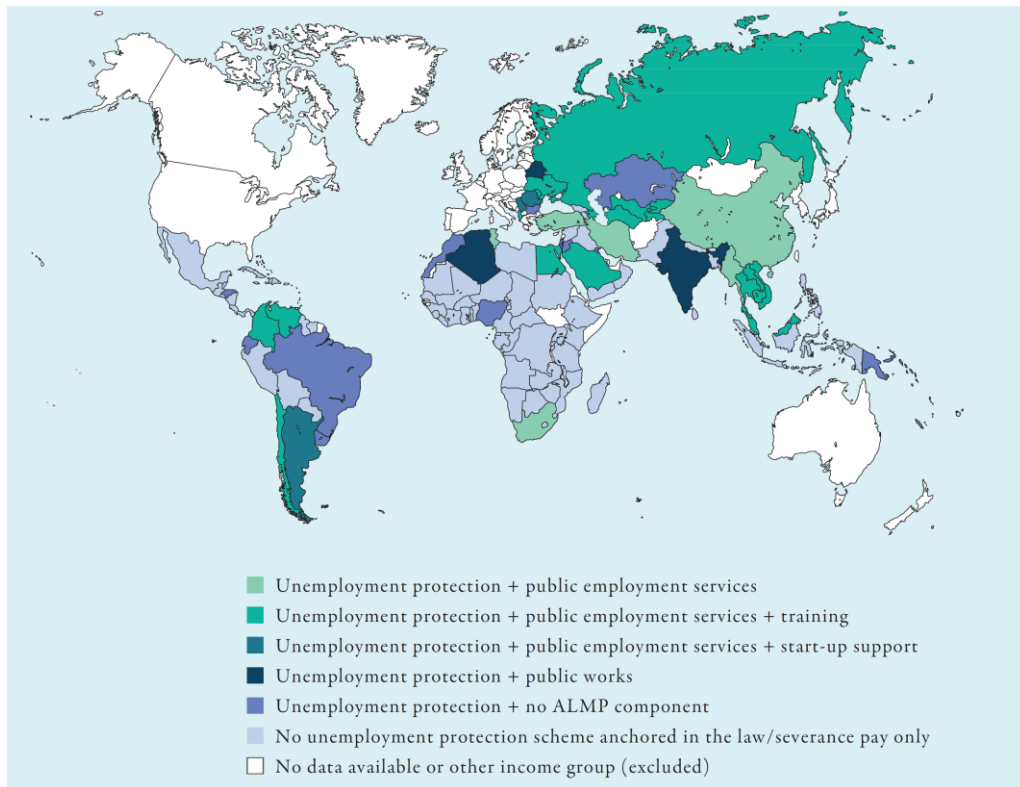 Unemployment protection + public employment services
Unemployment protection + public employment services + training
Unemployment protection + public employment services + start-up support
Unemployment protection + public works
Unemployment protection + no ALMP component
No unemployment protection scheme anchored in the law/severance pay only
No data available or other income group (excluded)